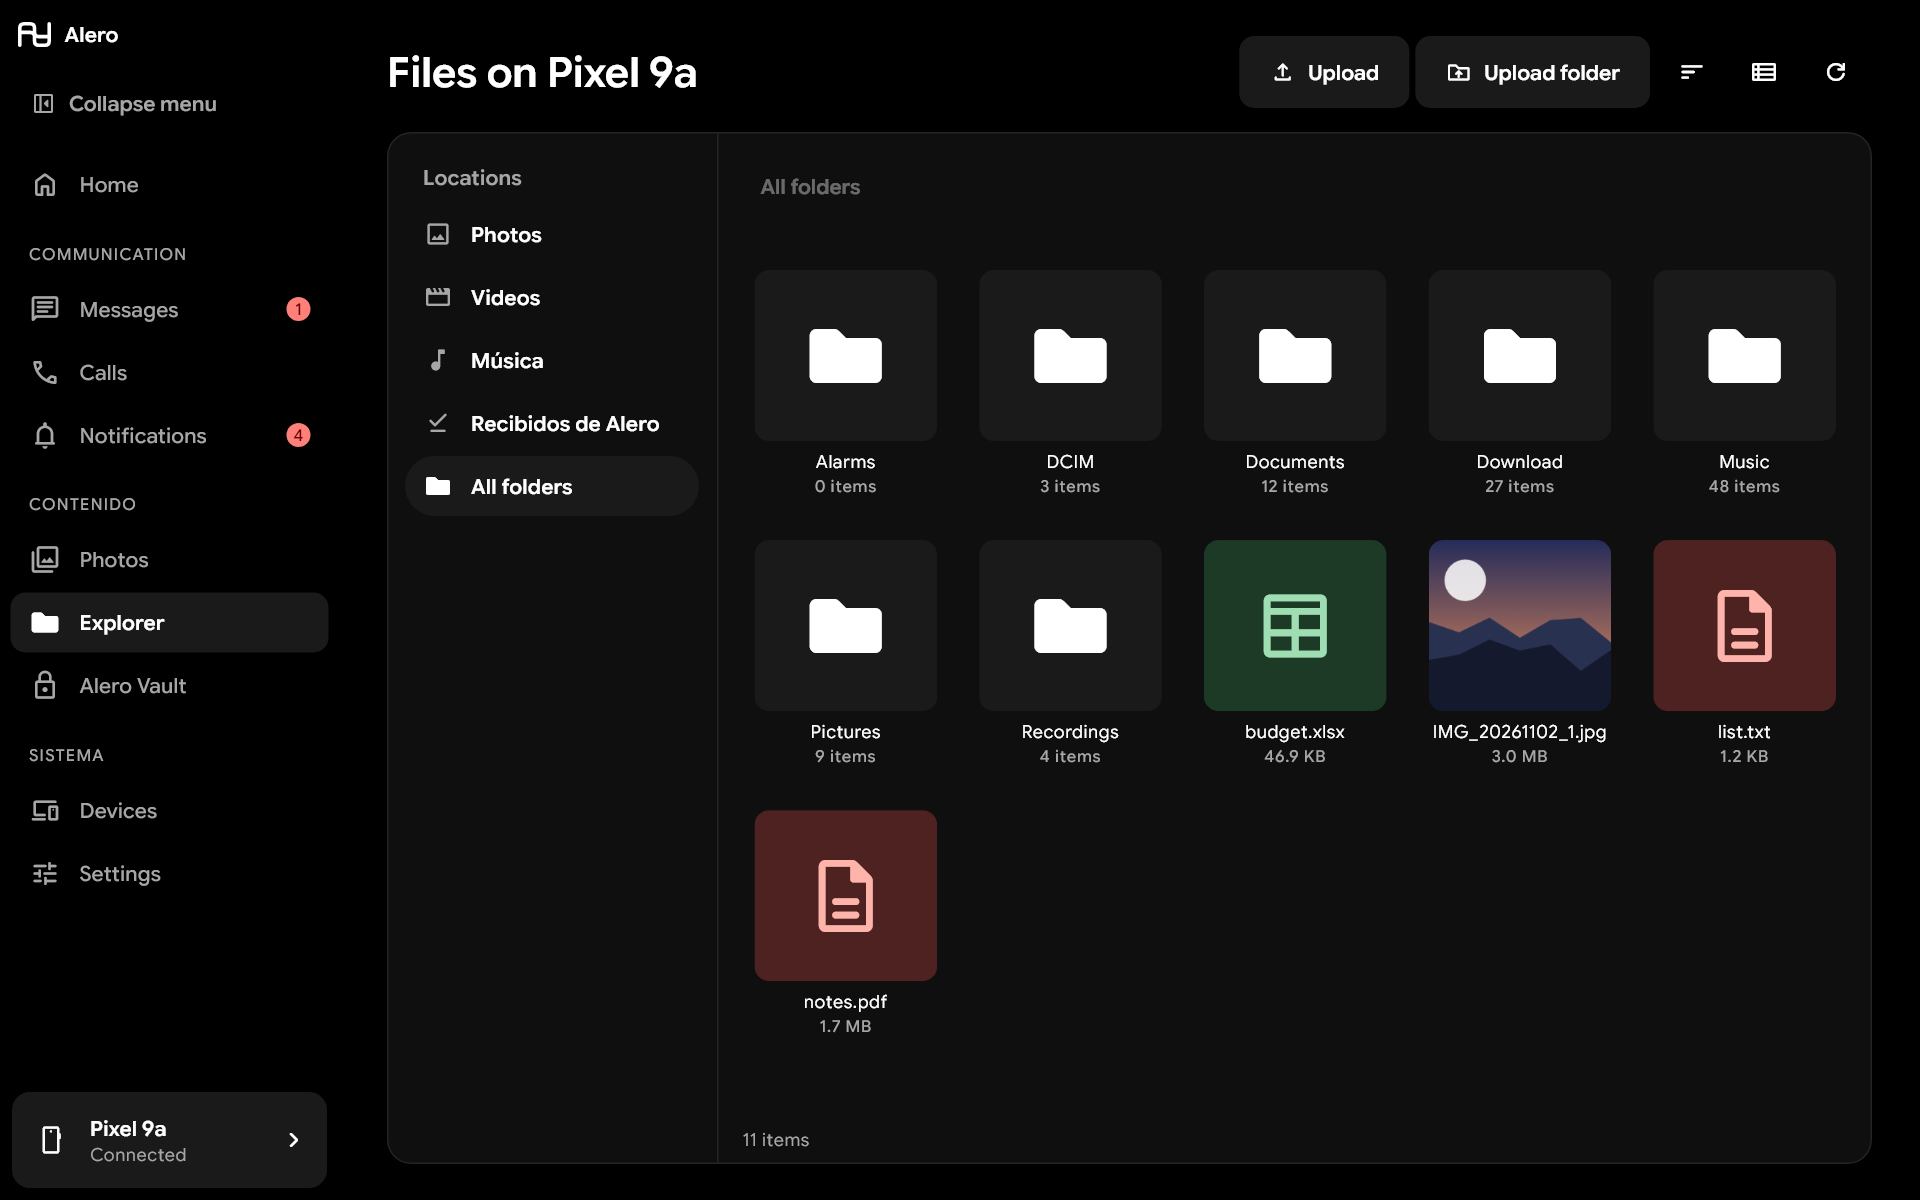 Alero
Collapse menu
Home
COMMUNICATION
Messages
1
Calls
Notifications
4
CONTENIDO
Photos
Explorer
Alero Vault
SISTEMA
Devices
Settings
Pixel 9a
Connected
Files on Pixel 9a
Upload
Upload folder
Locations
Photos
Videos
Música
Recibidos de Alero
All folders
All folders
Alarms
0 items
DCIM
3 items
Documents
12 items
Download
27 items
Music
48 items
Pictures
9 items
Recordings
4 items
budget.xlsx
46.9 KB
IMG_20261102_1.jpg
3.0 MB
list.txt
1.2 KB
notes.pdf
1.7 MB
11 items